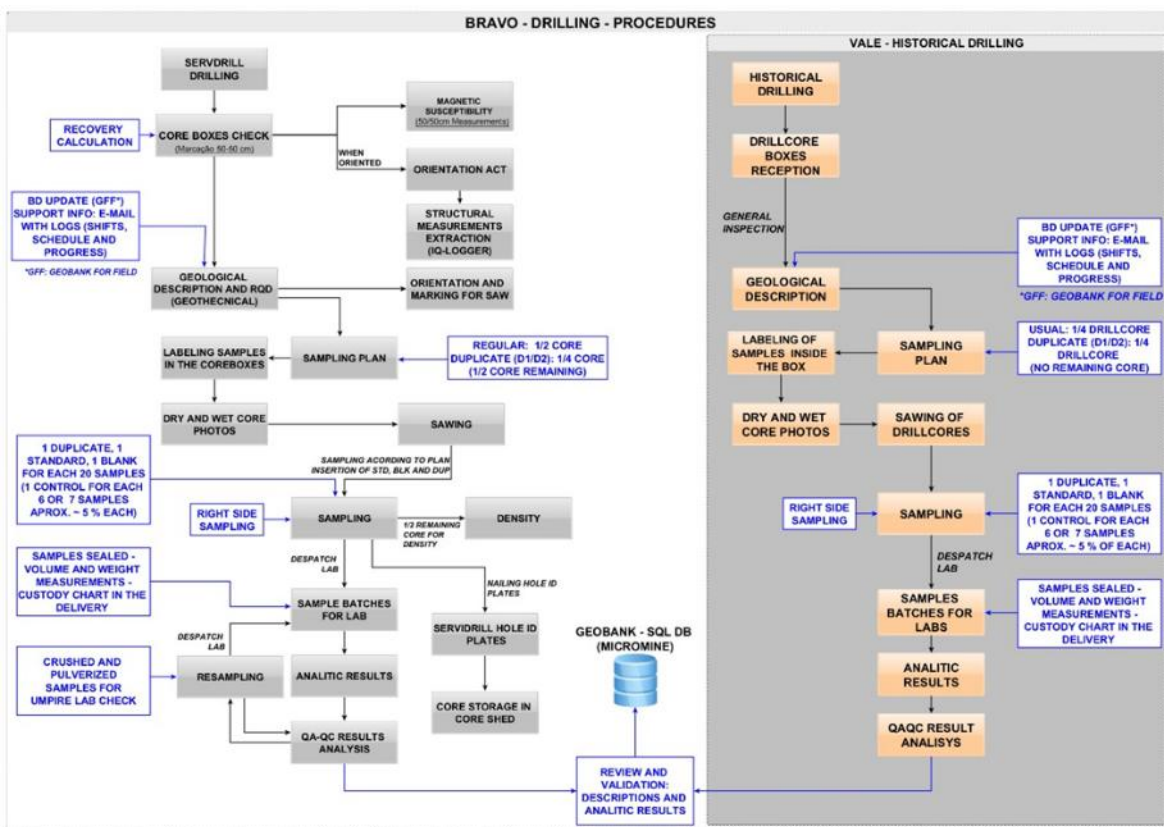 BRAVO - DRILLING - PROCEDURES
SERVDRILL
DRILLING
RECOVERY
CALCULATION
CORE BOXES CHECK
(Marcação 50-50 cm)
MAGNETIC
SUSCEPTIBILITY
(50/50cm Measurements)
WHEN
ORIENTED
ORIENTATION ACT
STRUCTURAL
MEASUREMENTS
EXTRACTION
(IQ-LOGGER)
BD UPDATE (GFF*)
SUPPORT INFO: E-MAIL
WITH LOGS (SHIFTS,
SCHEDULE AND
PROGRESS)
*GFF: GEOBANK FOR FIELD
GEOLOGICAL
DESCRIPTION AND RQD
(GEOTHECNICAL)
ORIENTATION AND
MARKING FOR SAW
LABELING SAMPLES
IN THE COREBOXES
SAMPLING PLAN
REGULAR: 1/2 CORE
DUPLICATE (D1/D2): 1/4 CORE
(1/2 CORE REMAINING)
DRY AND WET CORE
PHOTOS
SAWING
SAMPLING ACORDING TO PLAN
INSERTION OF STD, BLK AND DUP
1 DUPLICATE, 1
STANDARD, 1 BLANK
FOR EACH 20 SAMPLES
(1 CONTROL FOR EACH
6 OR 7 SAMPLES
APROX. ~ 5 % EACH)
RIGHT SIDE
SAMPLING
SAMPLING
1/2 REMAINING
CORE FOR
DENSITY
DENSITY
DESPATCH
LAB
NAILING HOLE ID
PLATES
SAMPLES SEALED -
VOLUME AND WEIGHT
MEASUREMENTS -
CUSTODY CHART IN THE
DELIVERY
SAMPLE BATCHES
FOR LAB
SERVIDRILL HOLE ID
PLATES
DESPATCH
LAB
CRUSHED AND
PULVERIZED
SAMPLES FOR
UMPIRE LAB CHECK
RESAMPLING
ANALITIC RESULTS
CORE STORAGE IN
CORE SHED
QA-QC RESULTS
ANALYSIS
GEOBANK - SQL DB
(MICROMINE)
REVIEW AND
VALIDATION:
DESCRIPTIONS AND
ANALITIC RESULTS
VALE - HISTORICAL DRILLING
HISTORICAL
DRILLING
DRILLCORE
BOXES
RECEPTION
GENERAL
INSPECTION
BD UPDATE (GFF*)
SUPPORT INFO: E-MAIL
WITH LOGS (SHIFTS,
SCHEDULE AND
PROGRESS)
*GFF: GEOBANK FOR FIELD
GEOLOGICAL
DESCRIPTION
LABELING OF
SAMPLES INSIDE
THE BOX
SAMPLING
PLAN
USUAL: 1/4 DRILLCORE
DUPLICATE (D1/D2): 1/4
DRILLCORE
(NO REMAINING CORE)
DRY AND WET
CORE PHOTOS
SAWING OF
DRILLCORES
RIGHT SIDE
SAMPLING
SAMPLING
1 DUPLICATE, 1
STANDARD, 1 BLANK
FOR EACH 20 SAMPLES
(1 CONTROL FOR EACH
6 OR 7 SAMPLES
APROX. ~ 5 % OF EACH)
DESPATCH
LAB
SAMPLES
BATCHES FOR
LABS
SAMPLES SEALED -
VOLUME AND WEIGHT
MEASUREMENTS -
CUSTODY CHART IN THE
DELIVERY
ANALITIC
RESULTS
QAQC RESULT
ANALISYS